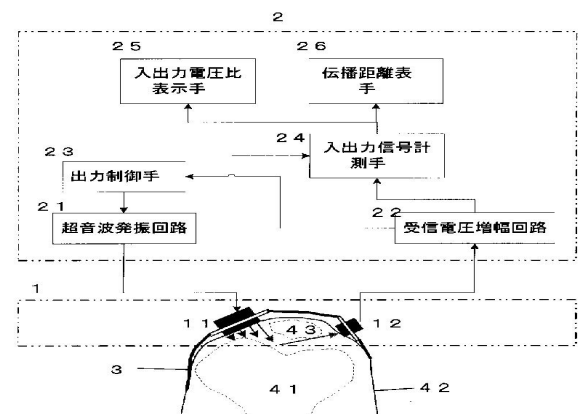 2
25
26
入出力電圧比
表示手
伝播距離表
手
24
入出力信号計
測手
23
出力制御手
21
超音波発振回路
22
受信電圧増幅回路
1
11
43
12
3
41
42